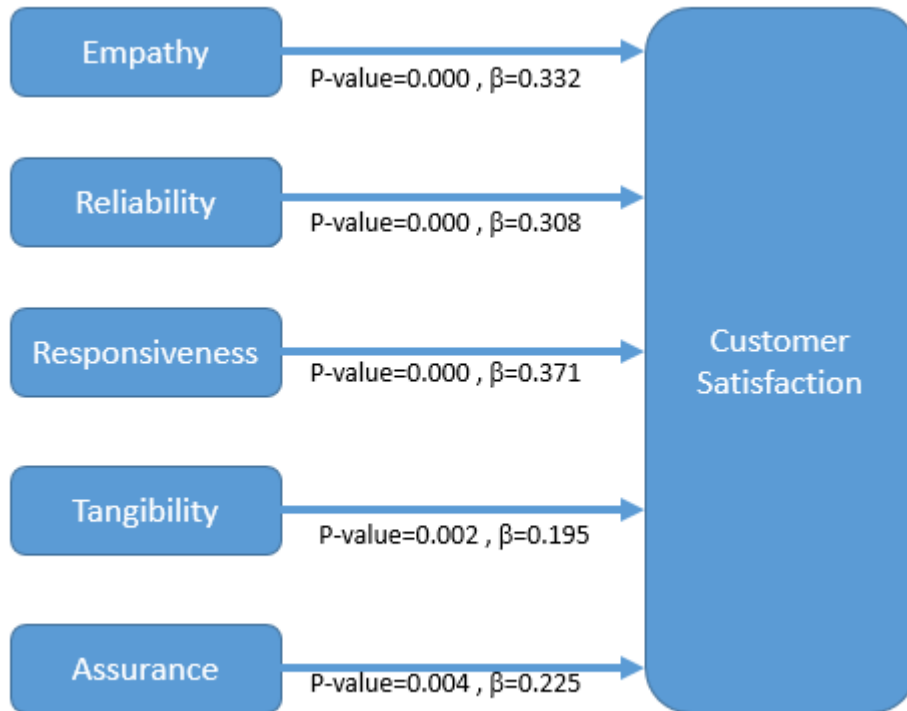 Empathy
P-value=0.000 , β=0.332
Reliability
P-value=0.000 , β=0.308
Responsiveness
P-value=0.000 , β=0.371
Customer
Satisfaction
Tangibility
P-value=0.002 , β=0.195
Assurance
P-value=0.004 , β=0.225